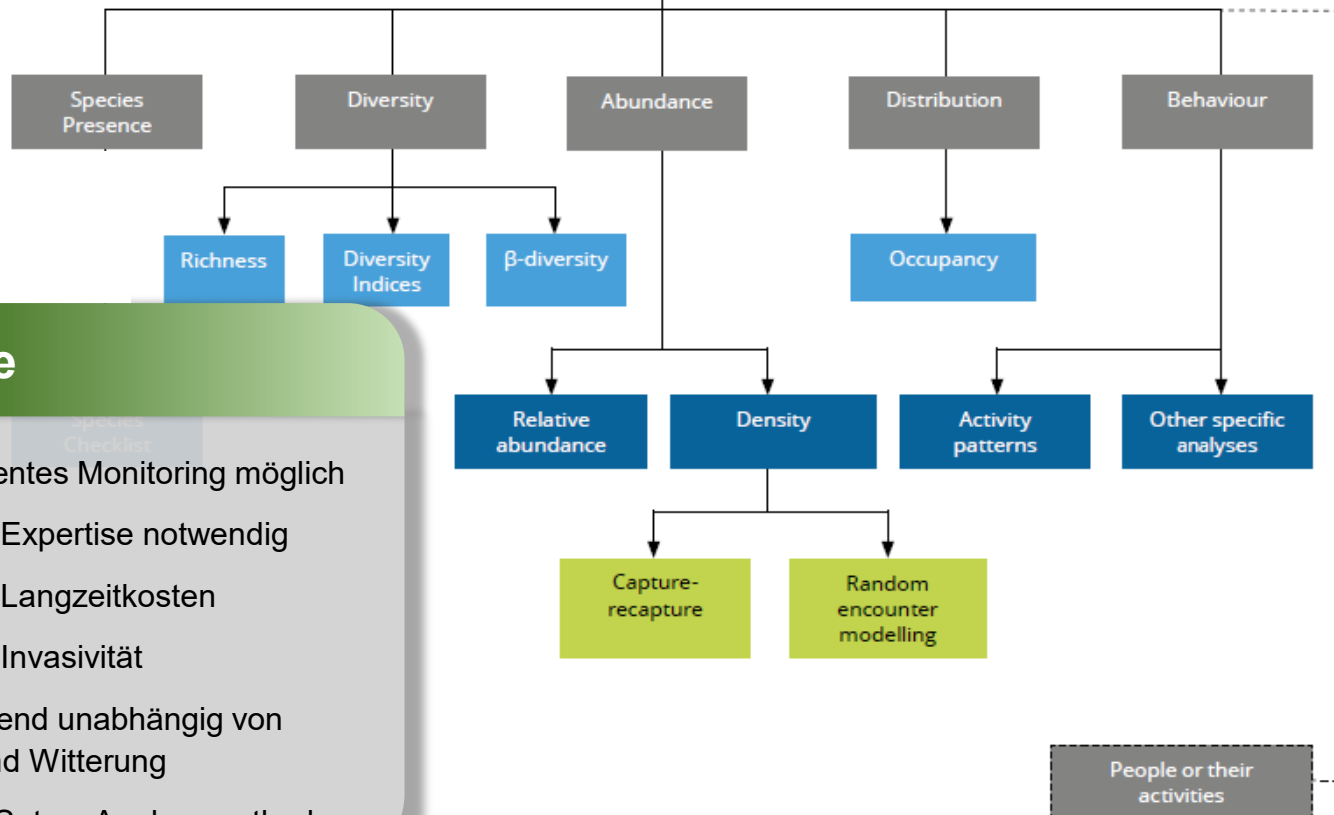 Species
Presence
Diversity
Abundance
Distribution
Behaviour
Richness
Diversity
Indices
β-diversity
Occupancy
e
Species
Checklist
Relative
abundance
Density
Activity
patterns
Other specific
analyses
entes Monitoring möglich
Expertise notwendig
Langzeitkosten
Invasivität
end unabhängig von
d Witterung
Capture-
recapture
Random
encounter
modelling
People or their
activities